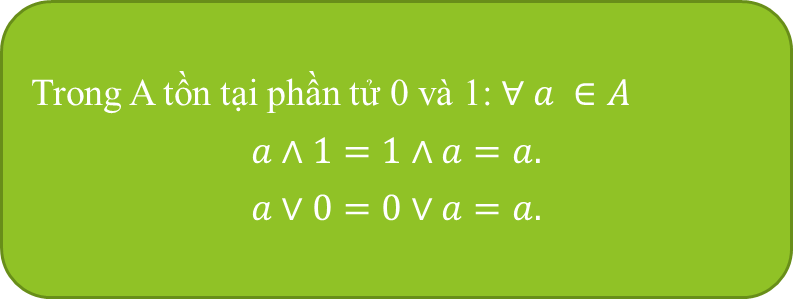 Trong A tồn tại phần tử 0 và 1: ∀ a ∈ A
a ∧ 1 = 1 ∧ a = a.
a ∨ 0 = 0 ∨ a = a.